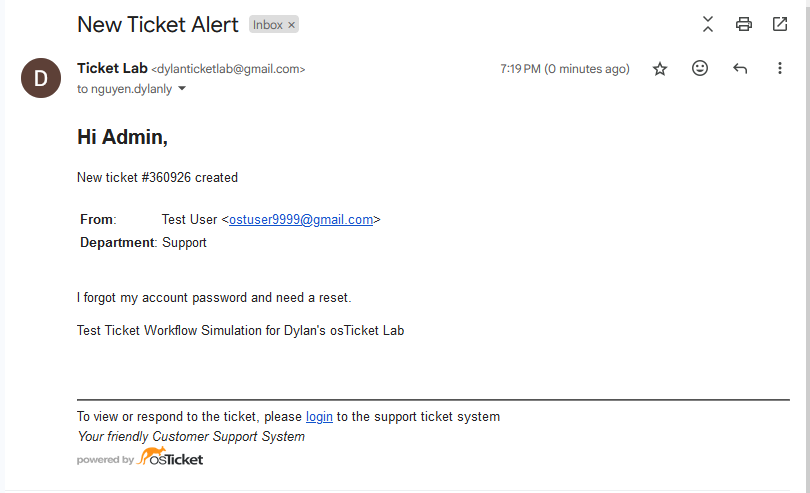 New Ticket Alert Inbox ×
D
Ticket Lab <dylanticketlab@gmail.com> 7:19 PM (0 minutes ago)
to nguyen.dylanly
Hi Admin,
New ticket #360926 created
From: Test User <ostuser9999@gmail.com>
Department: Support
I forgot my account password and need a reset.
Test Ticket Workflow Simulation for Dylan's osTicket Lab
To view or respond to the ticket, please login to the support ticket system
Your friendly Customer Support System
powered by osTicket